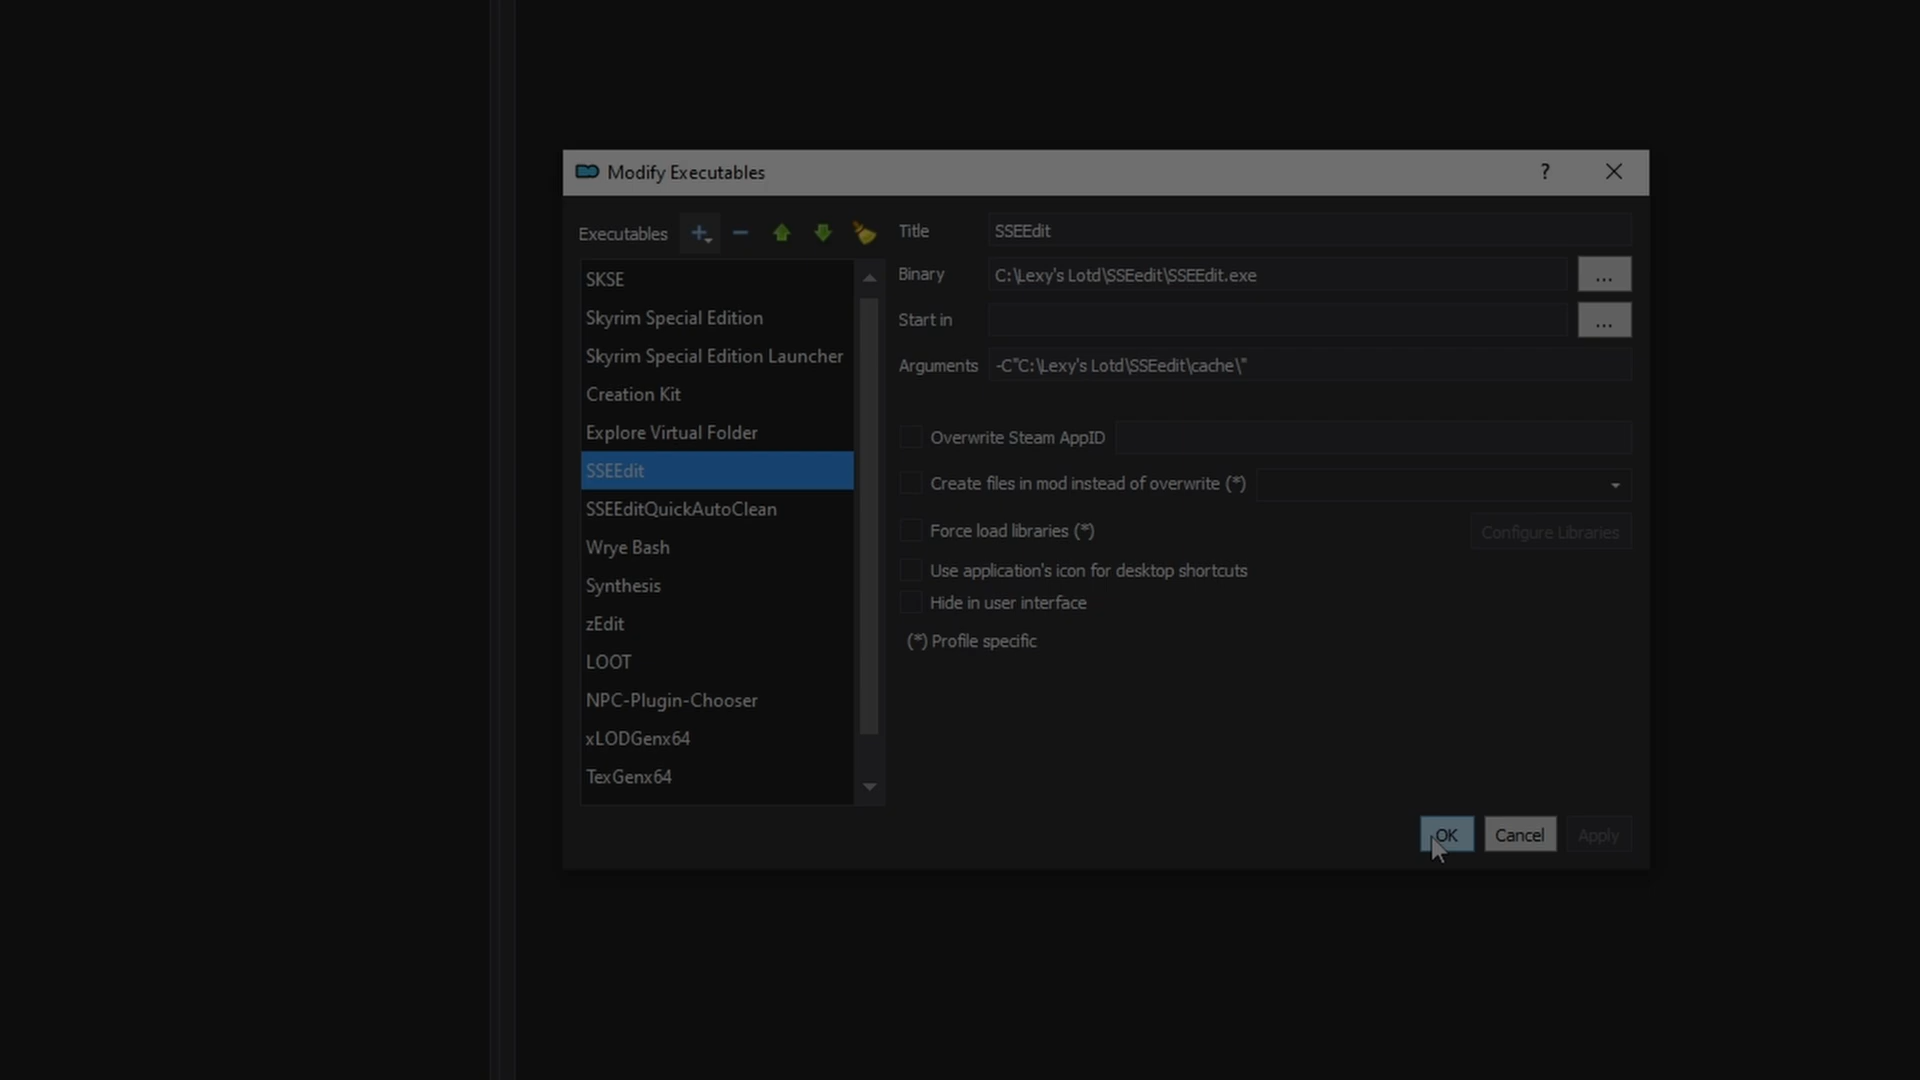 Modify Executables
?
Executables
SKSE
Skyrim Special Edition
Skyrim Special Edition Launcher
Creation Kit
Explore Virtual Folder
SSEEdit
SSEEditQuickAutoClean
Wrye Bash
Synthesis
zEdit
LOOT
NPC-Plugin-Chooser
xLODGenx64
TexGenx64
Title
SSEEdit
Binary
C:\Lexy's Lotd\SSEedit\SSEEdit.exe
...
Start in
...
Arguments
-C"C:\Lexy's Lotd\SSEedit\cache\"
Overwrite Steam AppID
Create files in mod instead of overwrite (*)
Force load libraries (*)
Configure Libraries
Use application's icon for desktop shortcuts
Hide in user interface
(*) Profile specific
OK
Cancel
Apply